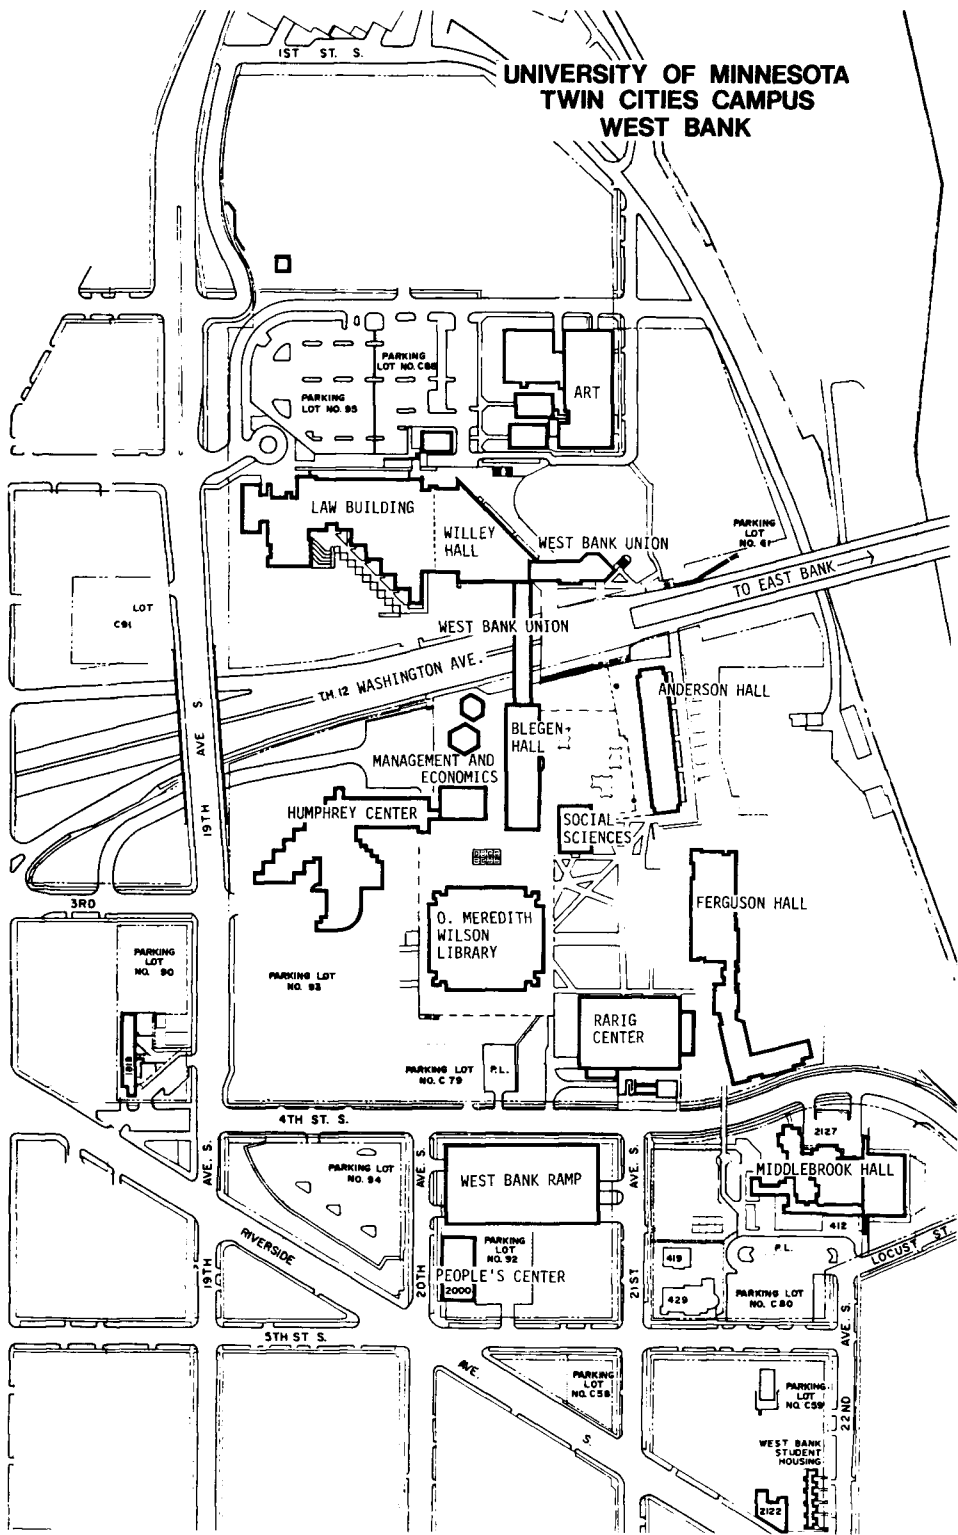 1ST ST. S.
UNIVERSITY OF MINNESOTA
TWIN CITIES CAMPUS
WEST BANK
PARKING
LOT NO. C86
PARKING
LOT NO. 95
ART
LAW BUILDING
WILLEY
HALL
WEST BANK UNION
PARKING
LOT
NO. 61
TO EAST BANK
LOT
C91
WEST BANK UNION
T.H. 12 WASHINGTON AVE.
ANDERSON HALL
BLEGEN
HALL
MANAGEMENT AND
ECONOMICS
19TH AVE S.
HUMPHREY CENTER
SOCIAL
SCIENCES
3RD
O. MEREDITH
WILSON
LIBRARY
FERGUSON HALL
PARKING
LOT
NO. 90
PARKING LOT
NO. 93
RARIG
CENTER
PARKING LOT
NO. C79
P.L.
1818
4TH ST. S.
2127
AVE. S.
PARKING LOT
NO. 94
AVE. S.
WEST BANK RAMP
AVE. S.
MIDDLEBROOK HALL
412
RIVERSIDE
19TH
20TH
PARKING
LOT
NO. 92
PEOPLE'S CENTER
2000
21ST
419
P.L.
LOCUST ST.
429
PARKING LOT
NO. C80
5TH ST S.
AVE. S.
AVE.
S.
PARKING
LOT
NO. C58
PARKING
LOT
NO. C59
22ND
WEST BANK
STUDENT
HOUSING
2122